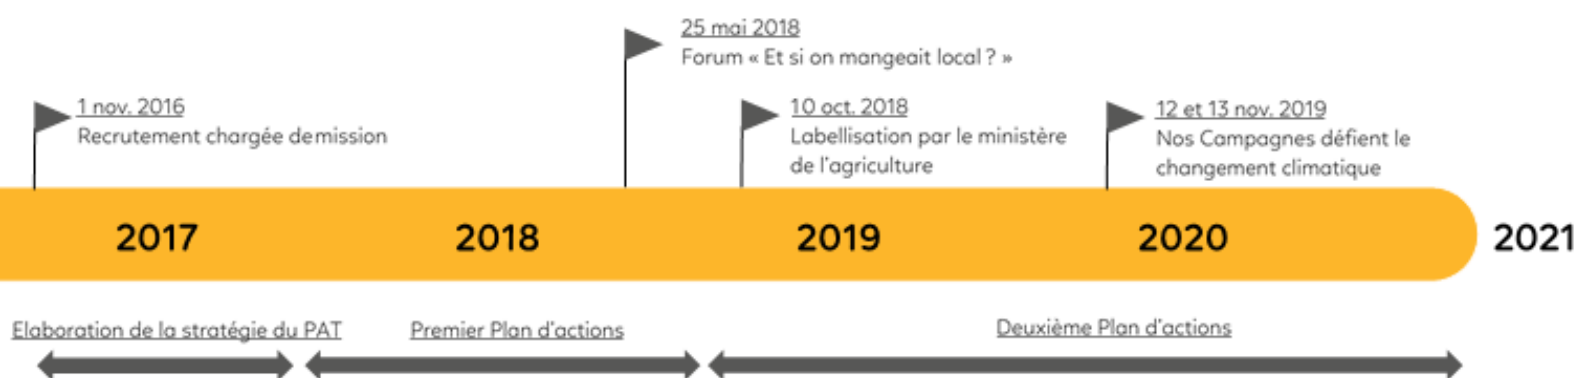 25 mai 2018
Forum « Et si on mangeait local ? »
1 nov. 2016
Recrutement chargée demission
10 oct. 2018
Labellisation par le ministère
de l'agriculture
12 et 13 nov. 2019
Nos Campagnes défient le
changement climatique
2017
2018
2019
2020
2021
Elaboration de la stratégie du PAT
Premier Plan d'actions
Deuxième Plan d'actions